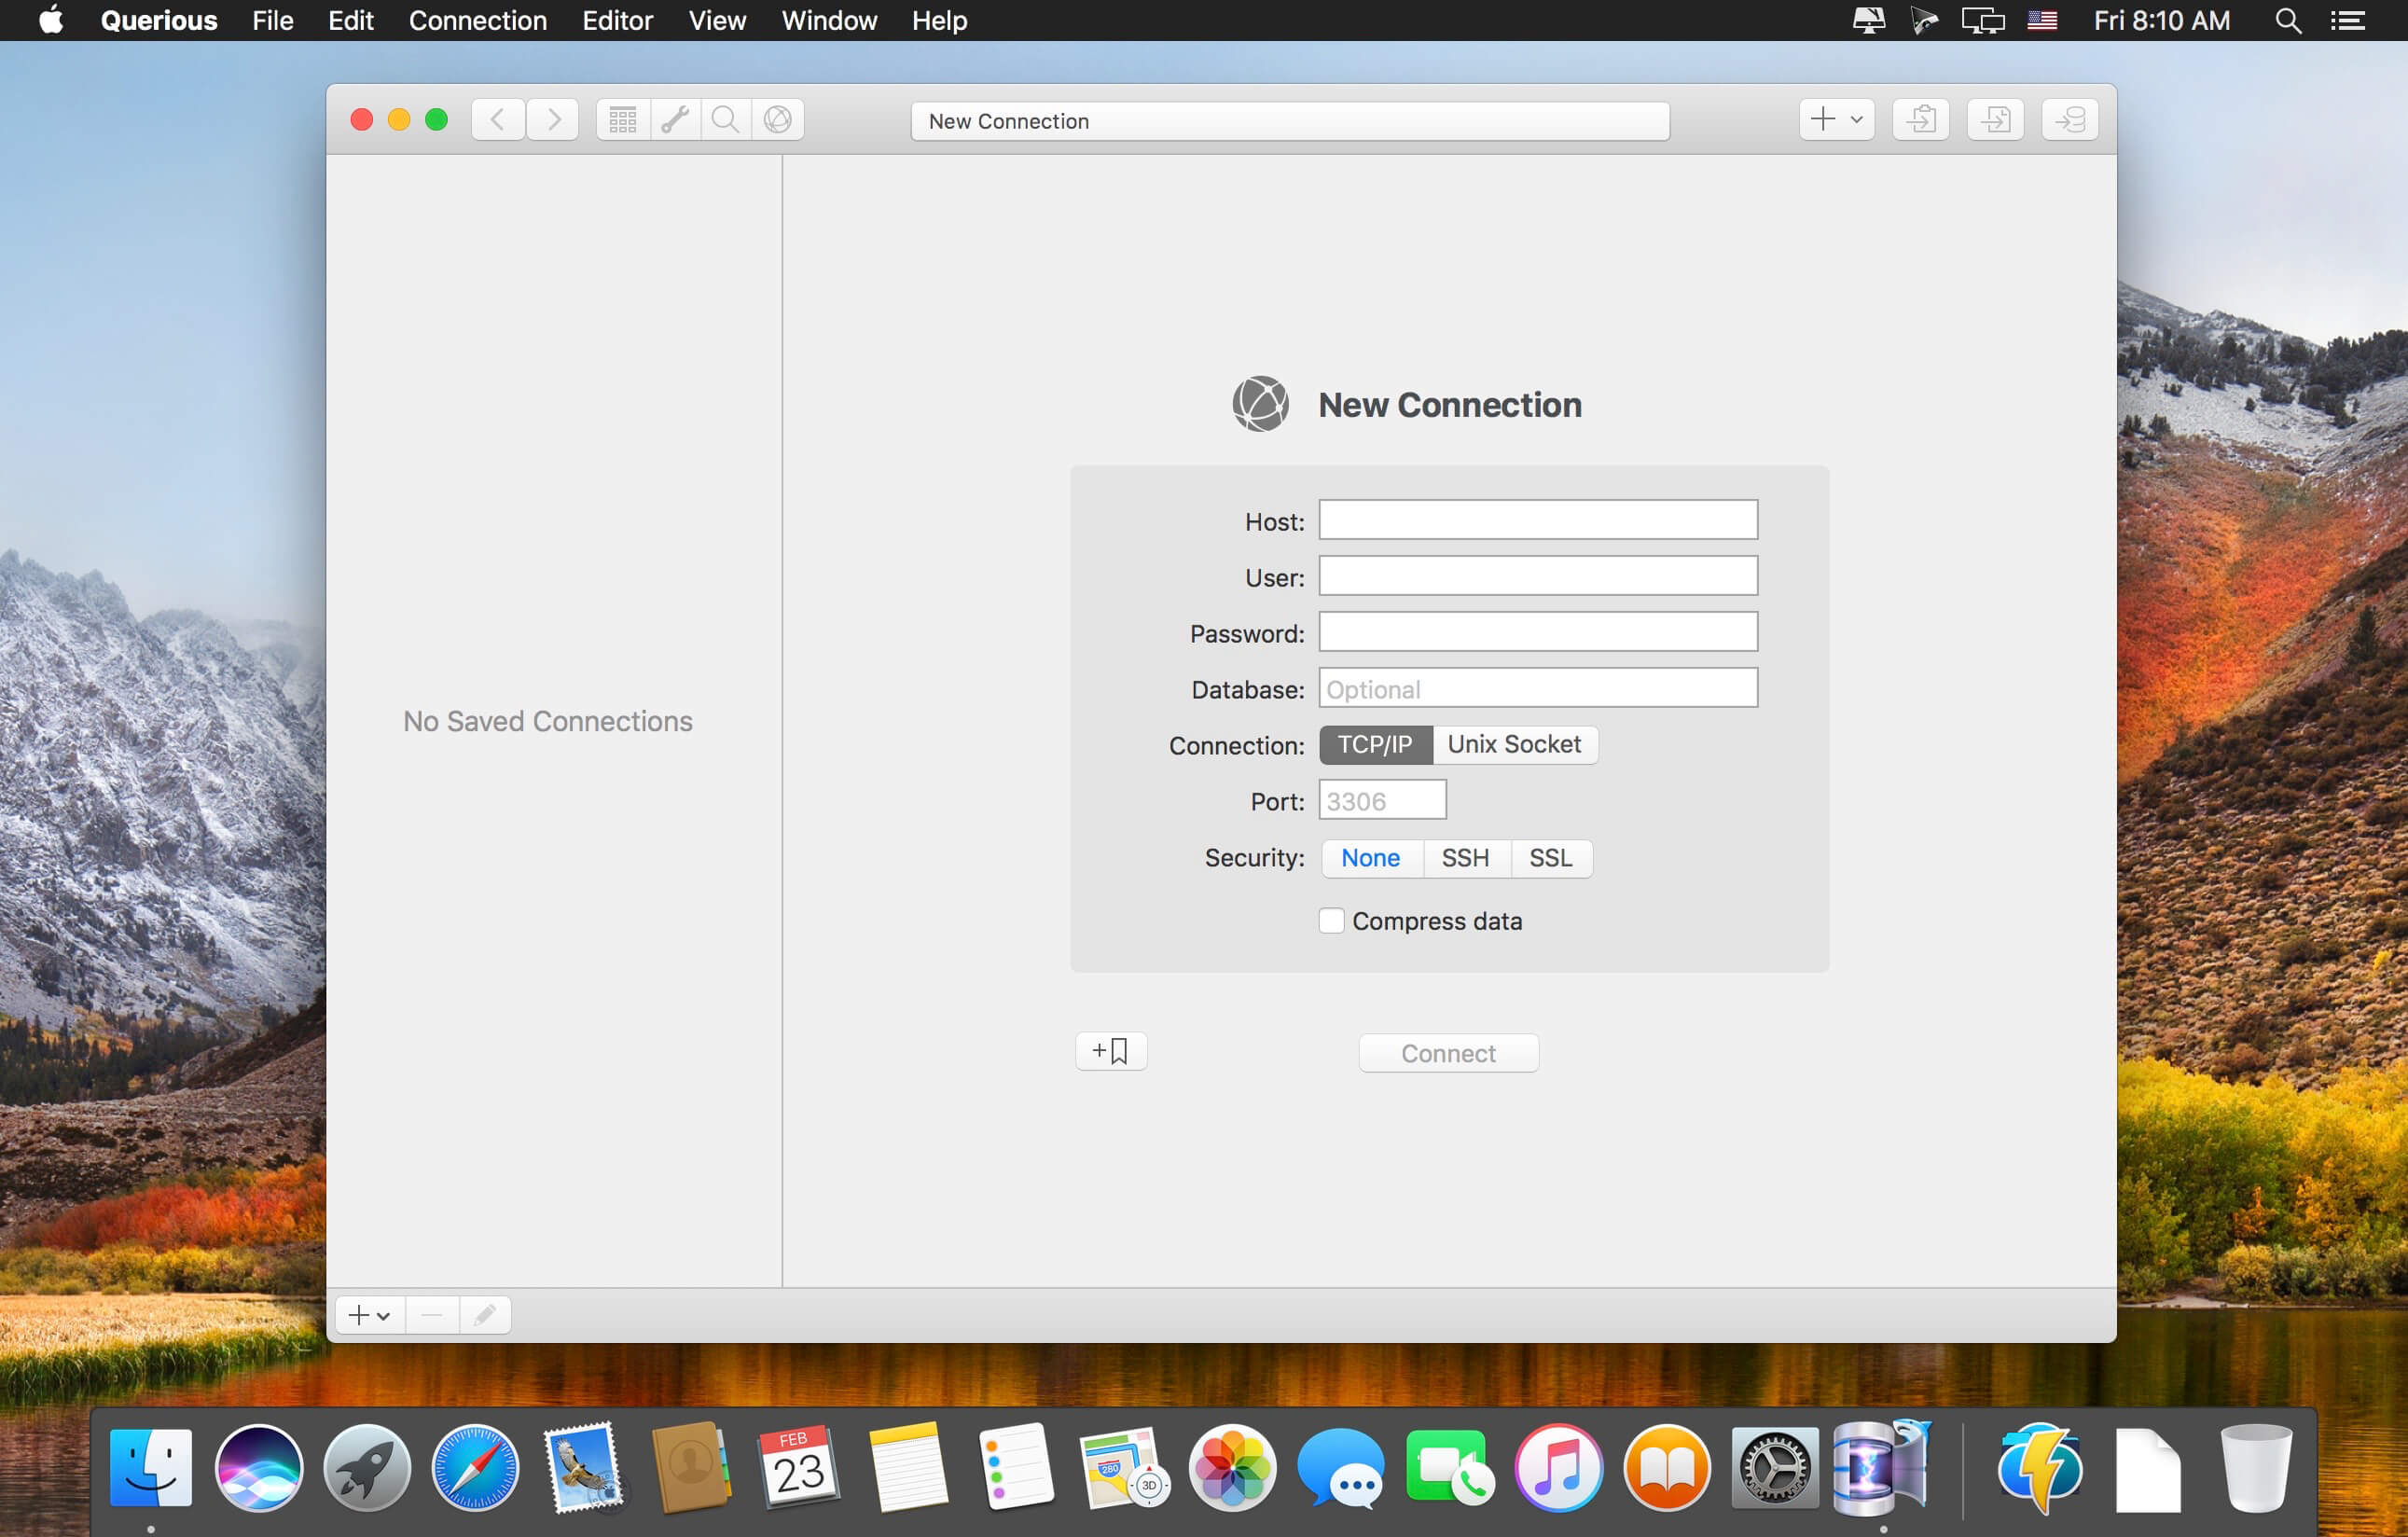 Querious File Edit Connection Editor View Window Help Fri 8:10 AM
New Connection
New Connection
Host:
User:
Password:
No Saved Connections
Database: Optional
Connection: TCP/IP Unix Socket
Port: 3306
Security: None SSH SSL
Compress data
Connect
FEB
23
280
3D